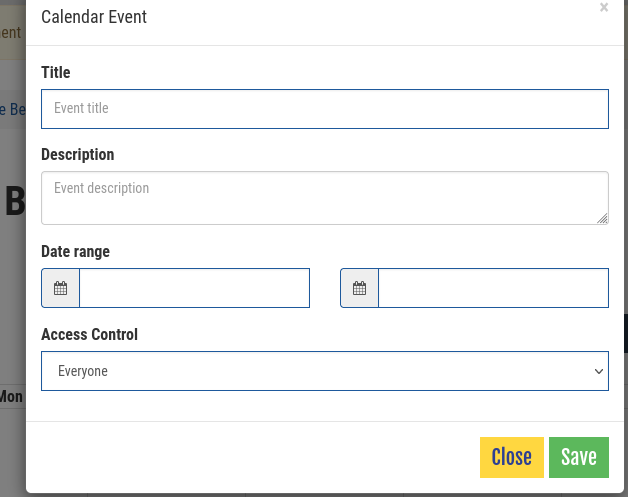 Calendar Event
×
ent
Title
Event title
e Be
Description
Event description
B
Date range
Access Control
Everyone
Mon
Close
Save